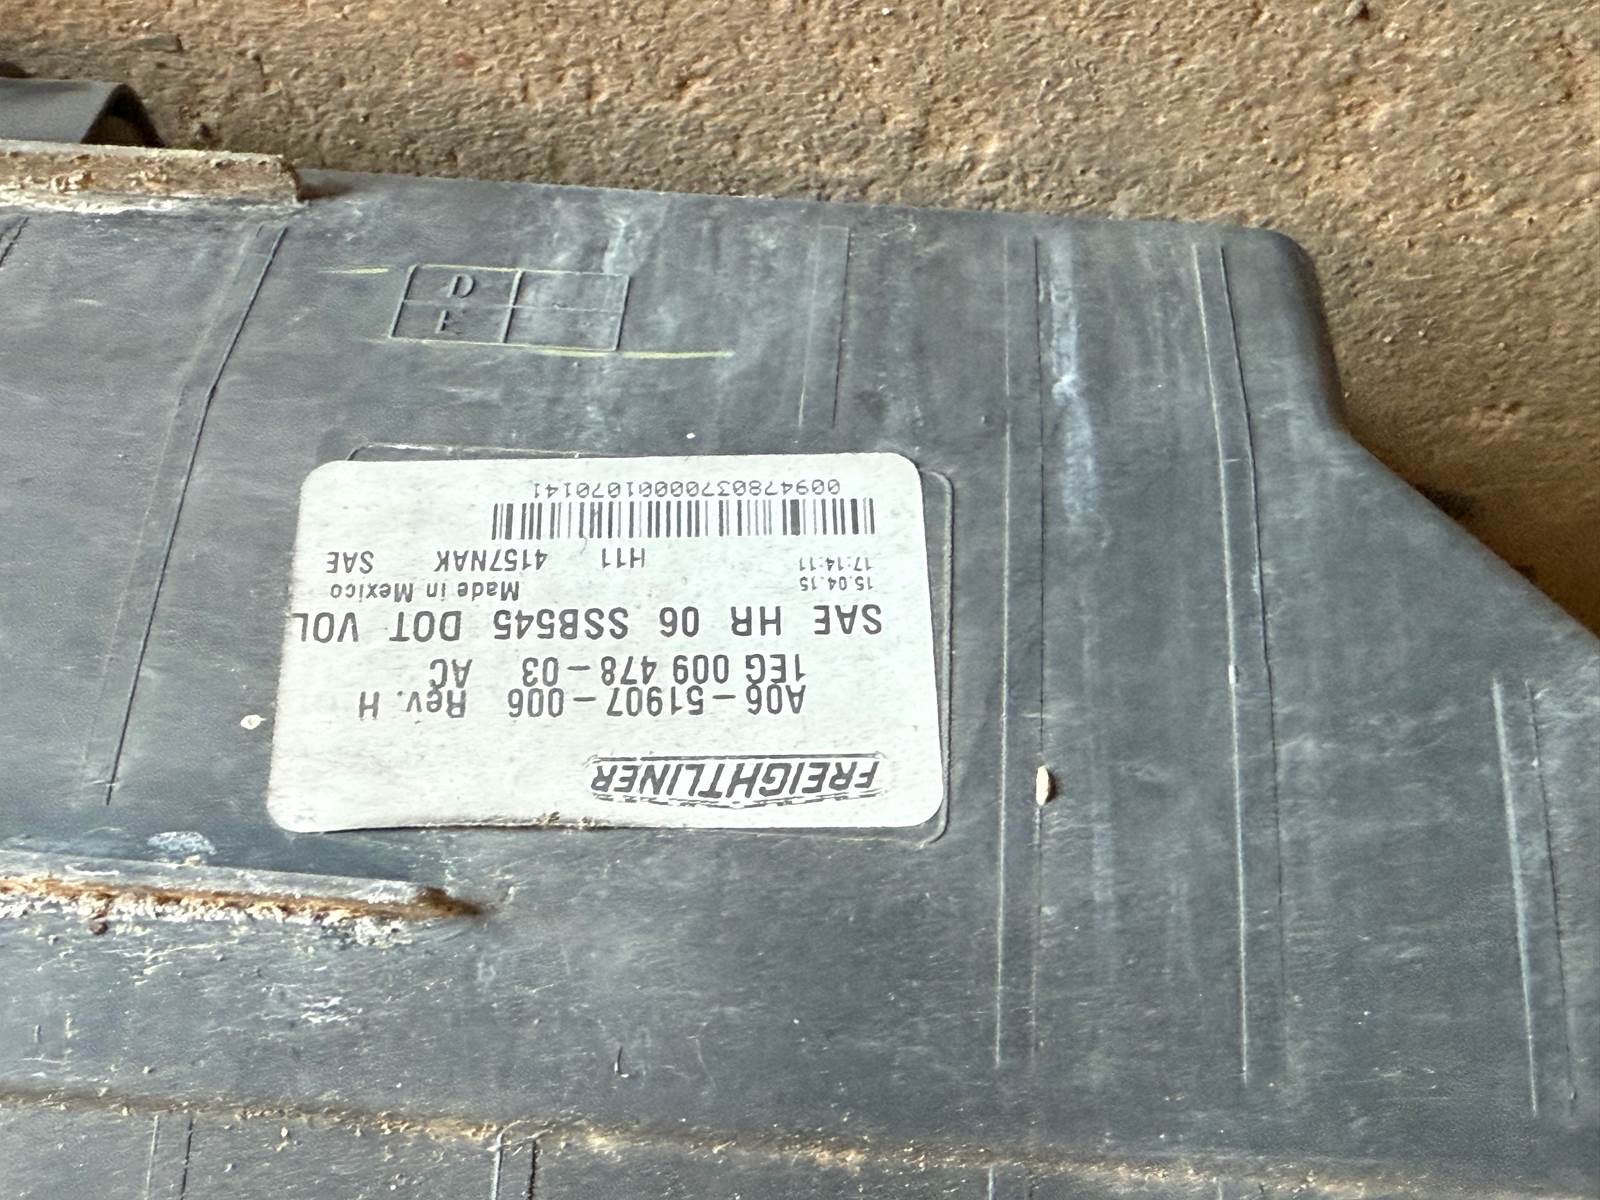 FREIGHTLINER
A06-51907-006 Rev. H
1EG 009 478-03 AC
SAE HR 06 SSB545 DOT VOL
15.04.15 Made in Mexico
17:14:11 H11 4157NAK SAE
00947803700001070141
D